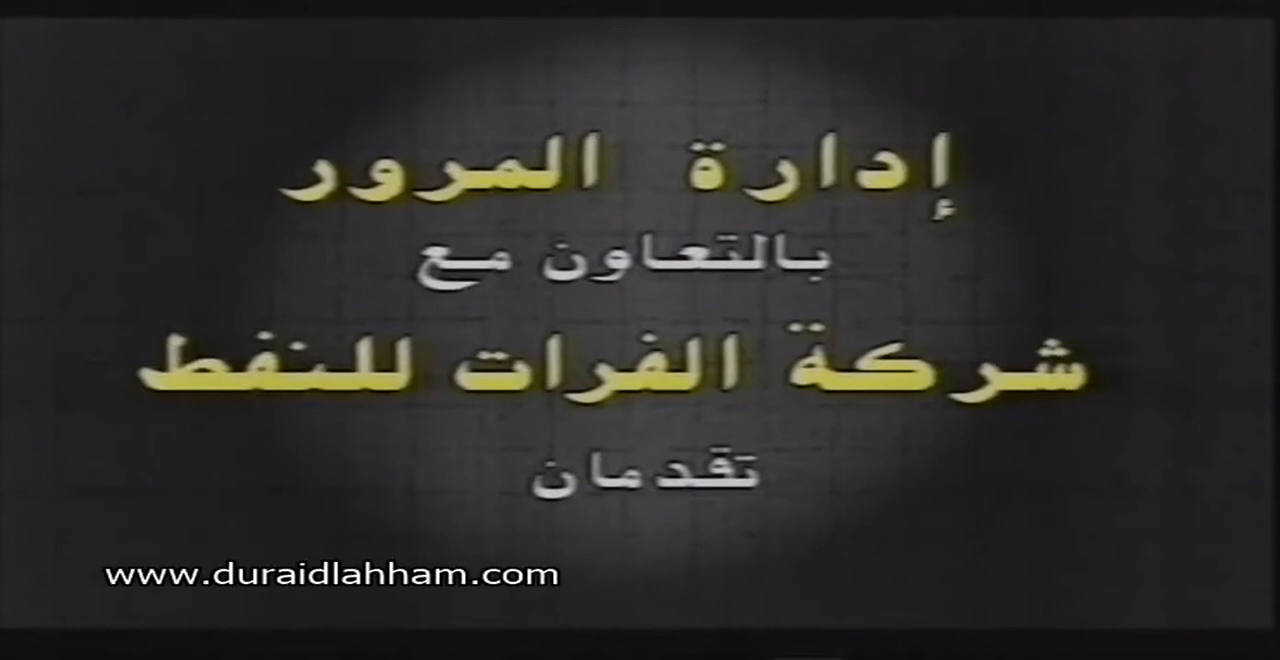 إدارة المرور
بالتعاون مع
شركة الفرات للنفط
تقدمان
www.duraidlahham.com